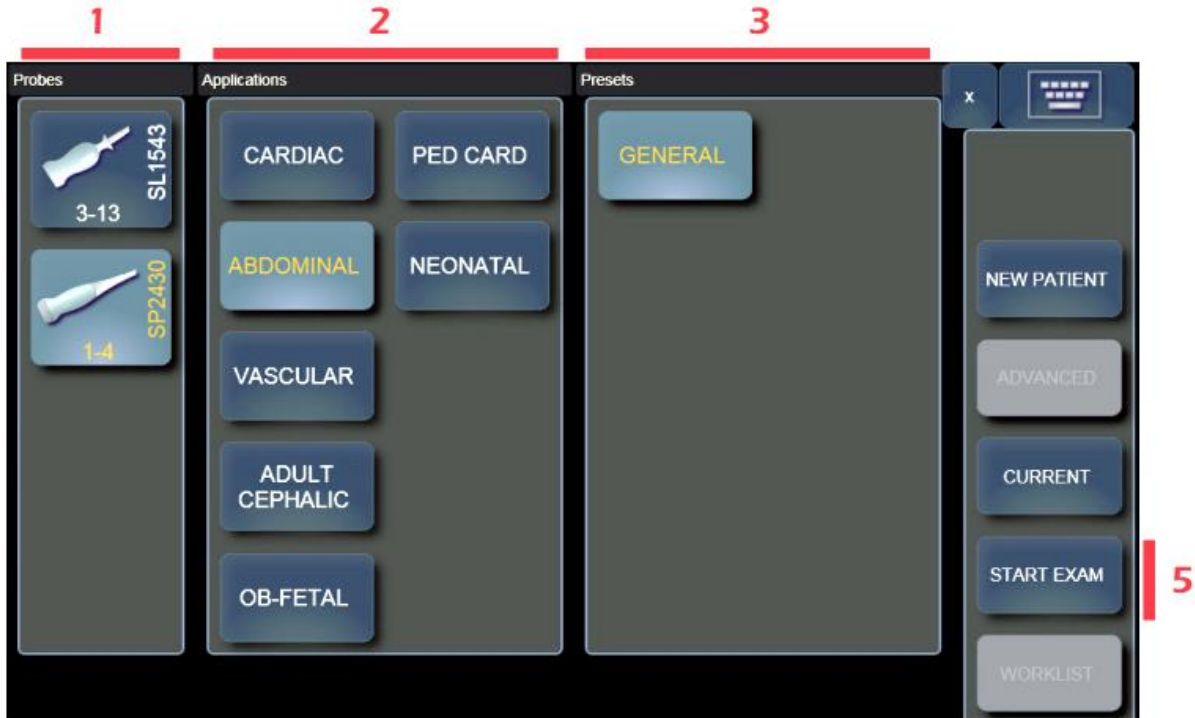 1
2
3
Probes
Applications
Presets
x
SL1543
3-13
SP2430
1-4
CARDIAC
PED CARD
ABDOMINAL
NEONATAL
VASCULAR
ADULT
CEPHALIC
OB-FETAL
GENERAL
NEW PATIENT
ADVANCED
CURRENT
START EXAM
5
WORKLIST